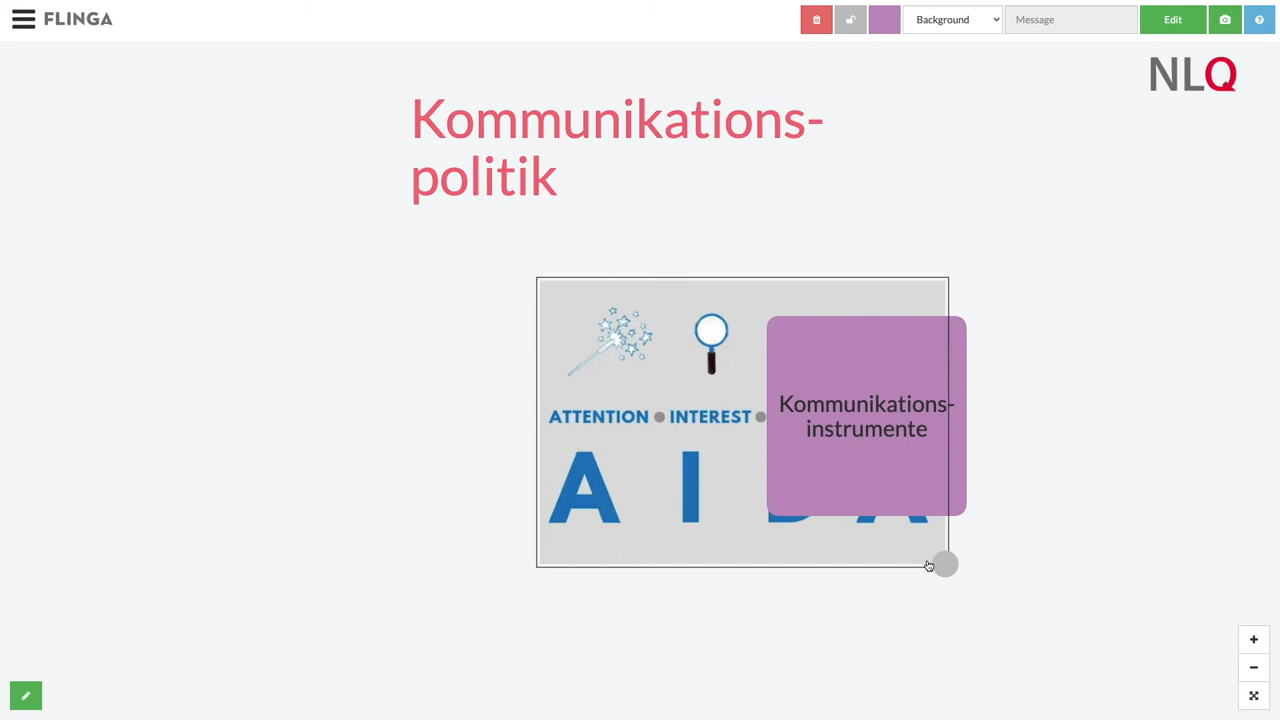 FLINGA
Background
Message
Edit
NLQ
Kommunikations-
politik
Kommunikations-
instrumente
ATTENTION ● INTEREST ●
A I D A